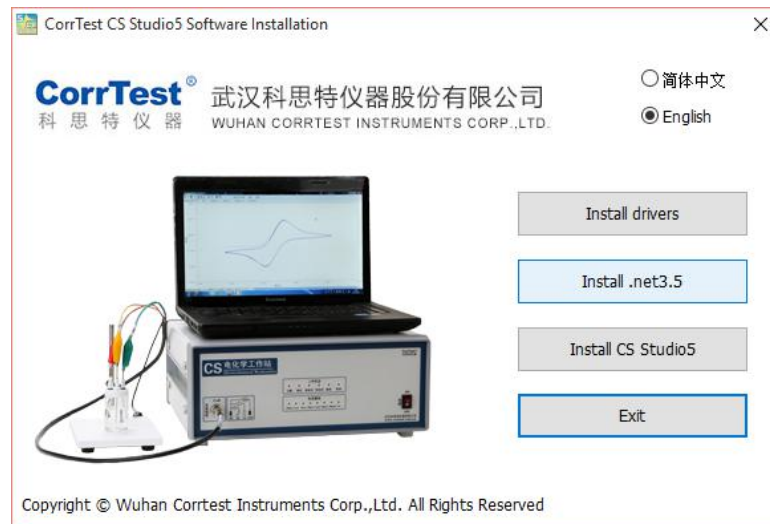 CorrTest CS Studio5 Software Installation
CorrTest®
科思特仪器
武汉科思特仪器股份有限公司
WUHAN CORRTEST INSTRUMENTS CORP.,LTD.
简体中文
English
Install drivers
Install .net3.5
Install CS Studio5
Exit
CS电化学工作站
Copyright © Wuhan Corrtest Instruments Corp.,Ltd. All Rights Reserved